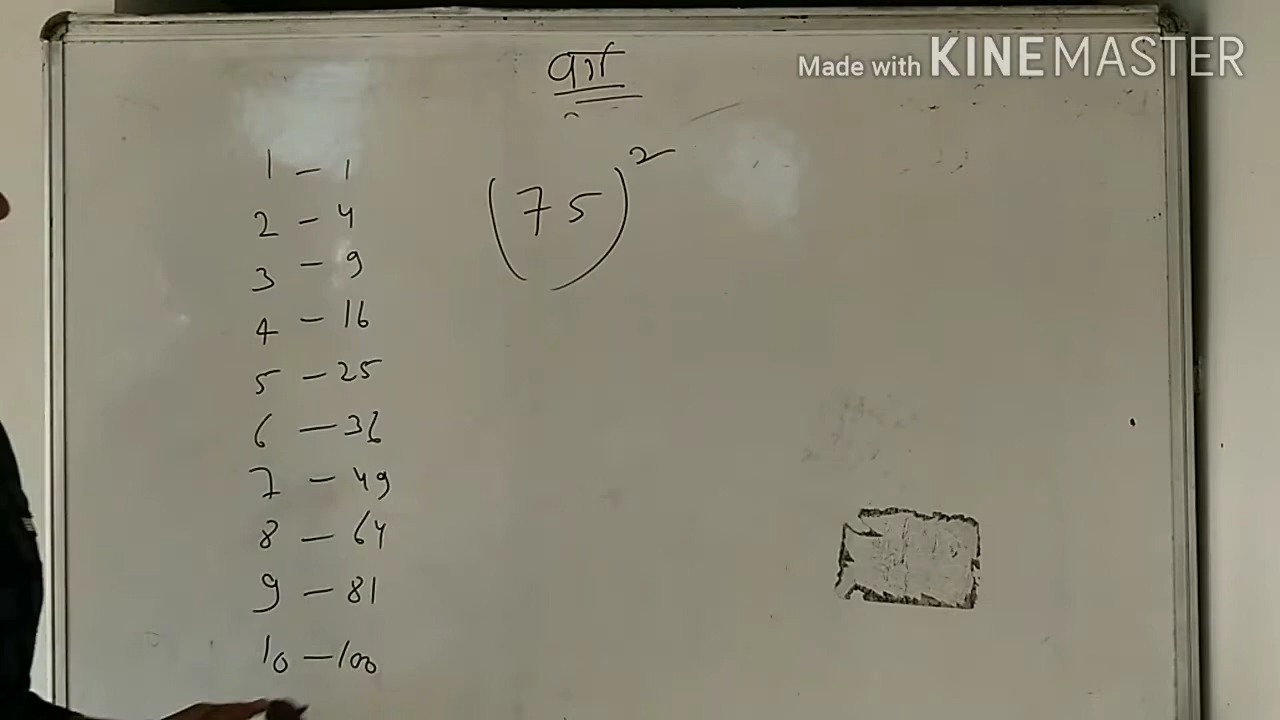 Made with KINEMASTER
वर्ग
(75)²
1 – 1
2 – 4
3 – 9
4 – 16
5 – 25
6 – 36
7 – 49
8 – 64
9 – 81
10 – 100